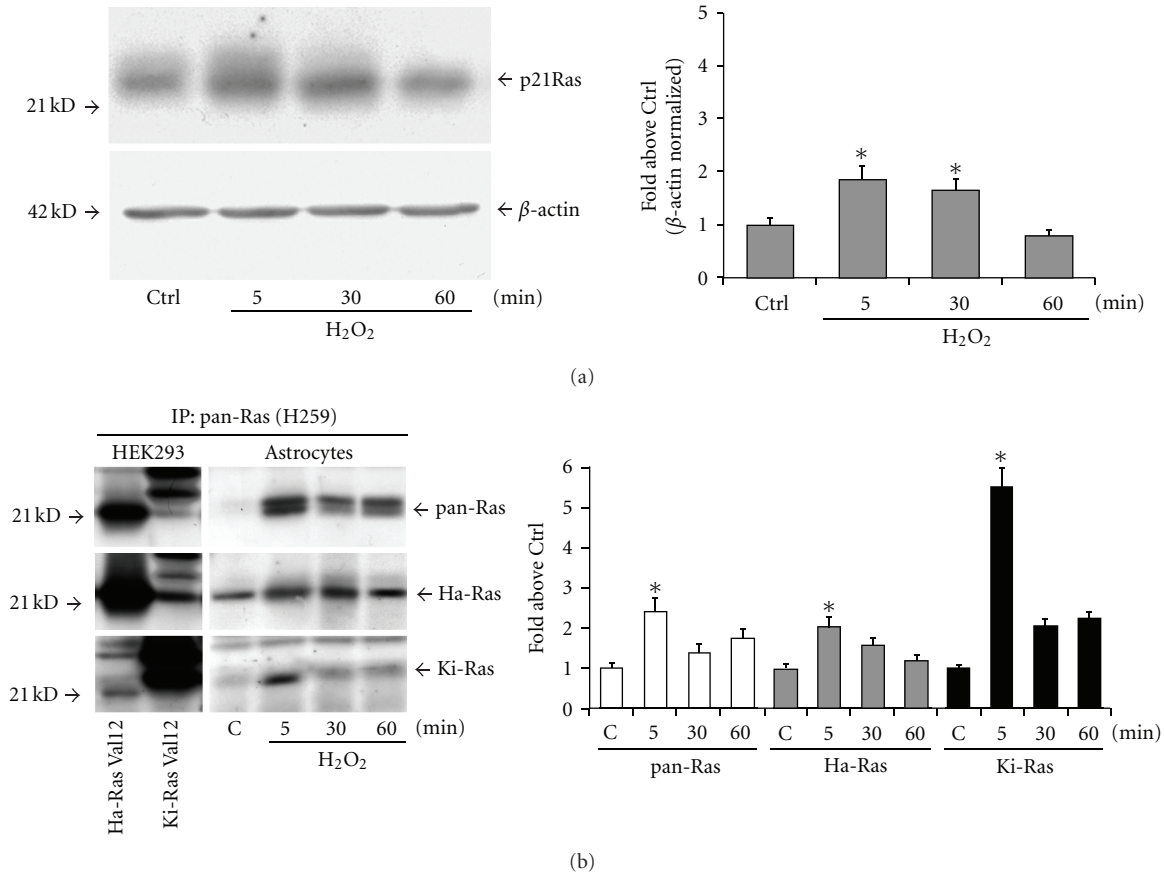 p21Ras
21 kD
42 kD
β-actin
Ctrl 5 30 60 (min)
H2O2
Fold above Ctrl
(β-actin normalized)
5
4
3
2
1
0
* *
Ctrl 5 30 60 (min)
H2O2
(a)
IP: pan-Ras (H259)
HEK293 Astrocytes
21 kD → ← pan-Ras
21 kD → ← Ha-Ras
21 kD → ← Ki-Ras
Ha-Ras Val12
Ki-Ras Val12
C 5 30 60 (min)
H2O2
Fold above Ctrl
6
5
4
3
2
1
0
* * *
C 5 30 60 C 5 30 60 C 5 30 60 (min)
pan-Ras Ha-Ras Ki-Ras
(b)